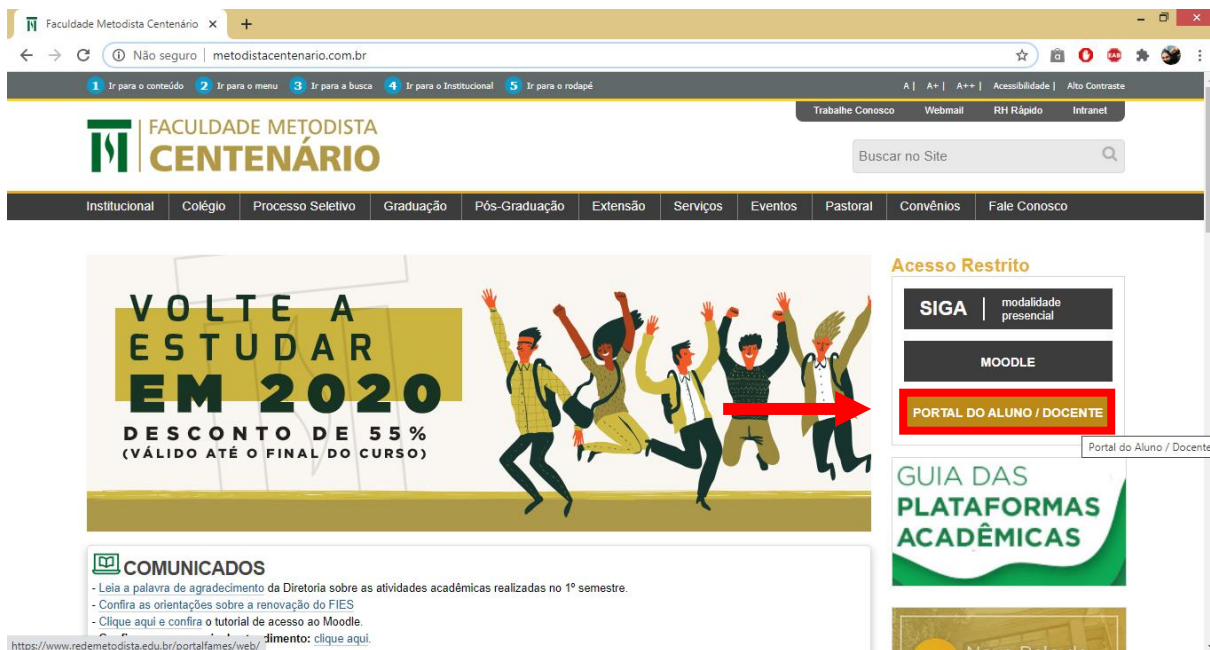 Faculdade Metodista Centenário
Não seguro | metodistacentenario.com.br
1 Ir para o conteúdo 2 Ir para o menu 3 Ir para a busca 4 Ir para o Institucional 5 Ir para o rodapé
A | A+ | A++ | Acessibilidade | Alto Contraste
Trabalhe Conosco Webmail RH Rápido Intranet
FACULDADE METODISTA
CENTENÁRIO
Buscar no Site
Institucional Colégio Processo Seletivo Graduação Pós-Graduação Extensão Serviços Eventos Pastoral Convênios Fale Conosco
VOLTE A
ESTUDAR
EM 2020
DESCONTO DE 55%
(VÁLIDO ATÉ O FINAL DO CURSO)
Acesso Restrito
SIGA | modalidade
presencial
MOODLE
PORTAL DO ALUNO / DOCENTE
Portal do Aluno / Docente
GUIA DAS
PLATAFORMAS
ACADÊMICAS
COMUNICADOS
- Leia a palavra de agradecimento da Diretoria sobre as atividades acadêmicas realizadas no 1º semestre.
- Confira as orientações sobre a renovação do FIES
- Clique aqui e confira o tutorial de acesso ao Moodle.
clique aqui.
https://www.redemetodista.edu.br/portalfames/web/